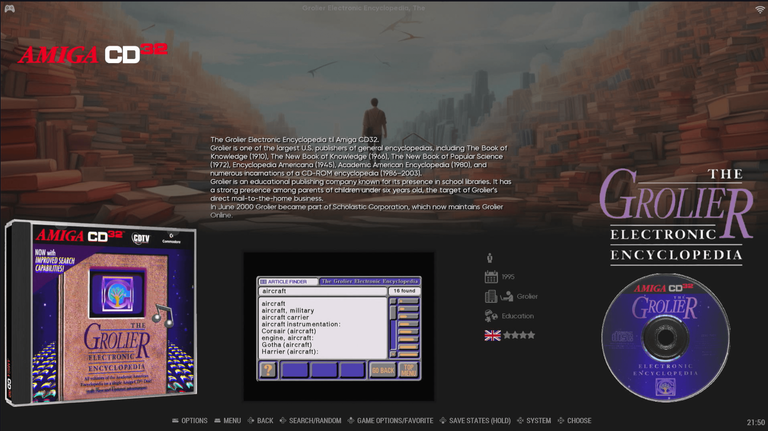 Grolier Electronic Encyclopedia, The
AMIGA CD32
The Grolier Electronic Encyclopedia til Amiga CD32.
Grolier is one of the largest U.S. publishers of general encyclopedias, including The Book of
Knowledge (1910), The New Book of Knowledge (1966), The New Book of Popular Science
(1972), Encyclopedia Americana (1945), Academic American Encyclopedia (1980), and
numerous incarnations of a CD-ROM encyclopedia (1986–2003).
Grolier is an educational publishing company known for its presence in school libraries. It has
a strong presence among parents of children under six years old, the target of Grolier's
direct mail-to-the-home business.
In June 2000 Grolier became part of Scholastic Corporation, which now maintains Grolier
Online.
THE
GROLIER
ELECTRONIC
ENCYCLOPEDIA
AMIGA CD32
CDTV
Commodore
NOW with
IMPROVED SEARCH
CAPABILITIES!
THE
GROLIER
ELECTRONIC
ENCYCLOPEDIA
ARTICLE FINDER
The Grolier Electronic Encyclopedia
aircraft
16 found
aircraft
aircraft, military
aircraft carrier
aircraft instrumentation:
Corsair (aircraft)
engine, aircraft:
Gotha (aircraft)
Harrier (aircraft):
?
GO BACK
TOP MENU
1995
Grolier
Education
AMIGA CD32
THE
GROLIER
ELECTRONIC
ENCYCLOPEDIA
OPTIONS MENU BACK SEARCH/RANDOM GAME OPTIONS/FAVORITE SAVE STATES (HOLD) SYSTEM CHOOSE
21:50